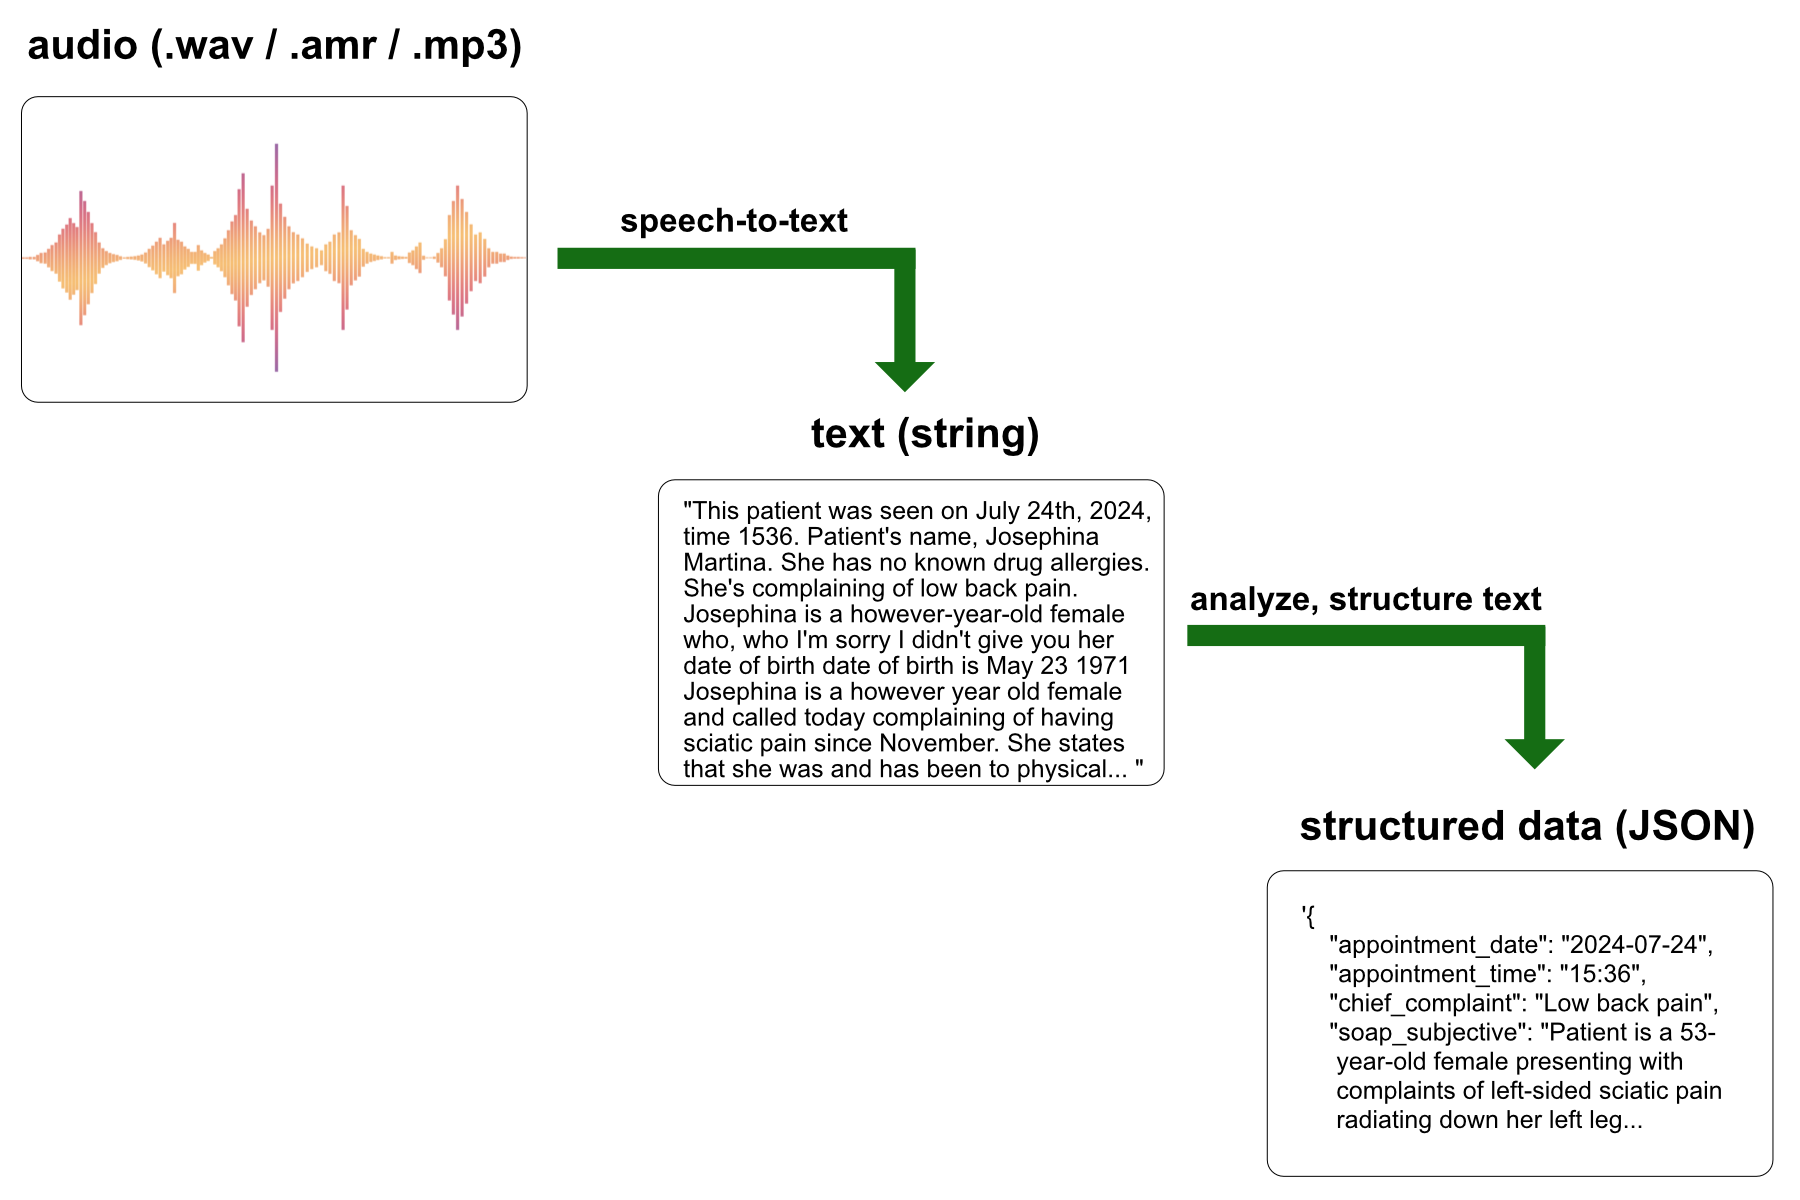 audio (.wav / .amr / .mp3)
speech-to-text
text (string)
"This patient was seen on July 24th, 2024,
time 1536. Patient's name, Josephina
Martina. She has no known drug allergies.
She's complaining of low back pain.
Josephina is a however-year-old female
who, who I'm sorry I didn't give you her
date of birth date of birth is May 23 1971
Josephina is a however year old female
and called today complaining of having
sciatic pain since November. She states
that she was and has been to physical... "
analyze, structure text
structured data (JSON)
'{
"appointment_date": "2024-07-24",
"appointment_time": "15:36",
"chief_complaint": "Low back pain",
"soap_subjective": "Patient is a 53-
year-old female presenting with
complaints of left-sided sciatic pain
radiating down her left leg...